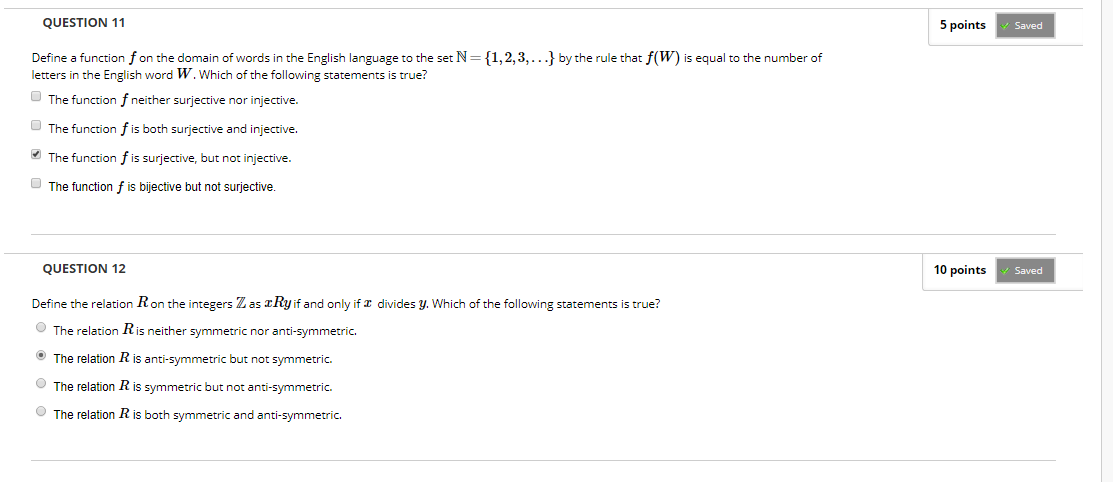 QUESTION 11
5 points
Saved
Define a function f on the domain of words in the English language to the set ℕ = {1,2,3,...} by the rule that f(W) is equal to the number of
letters in the English word W. Which of the following statements is true?
The function f neither surjective nor injective.
The function f is both surjective and injective.
The function f is surjective, but not injective.
The function f is bijective but not surjective.
QUESTION 12
10 points
Saved
Define the relation R on the integers ℤ as xRy if and only if x divides y. Which of the following statements is true?
The relation R is neither symmetric nor anti-symmetric.
The relation R is anti-symmetric but not symmetric.
The relation R is symmetric but not anti-symmetric.
The relation R is both symmetric and anti-symmetric.